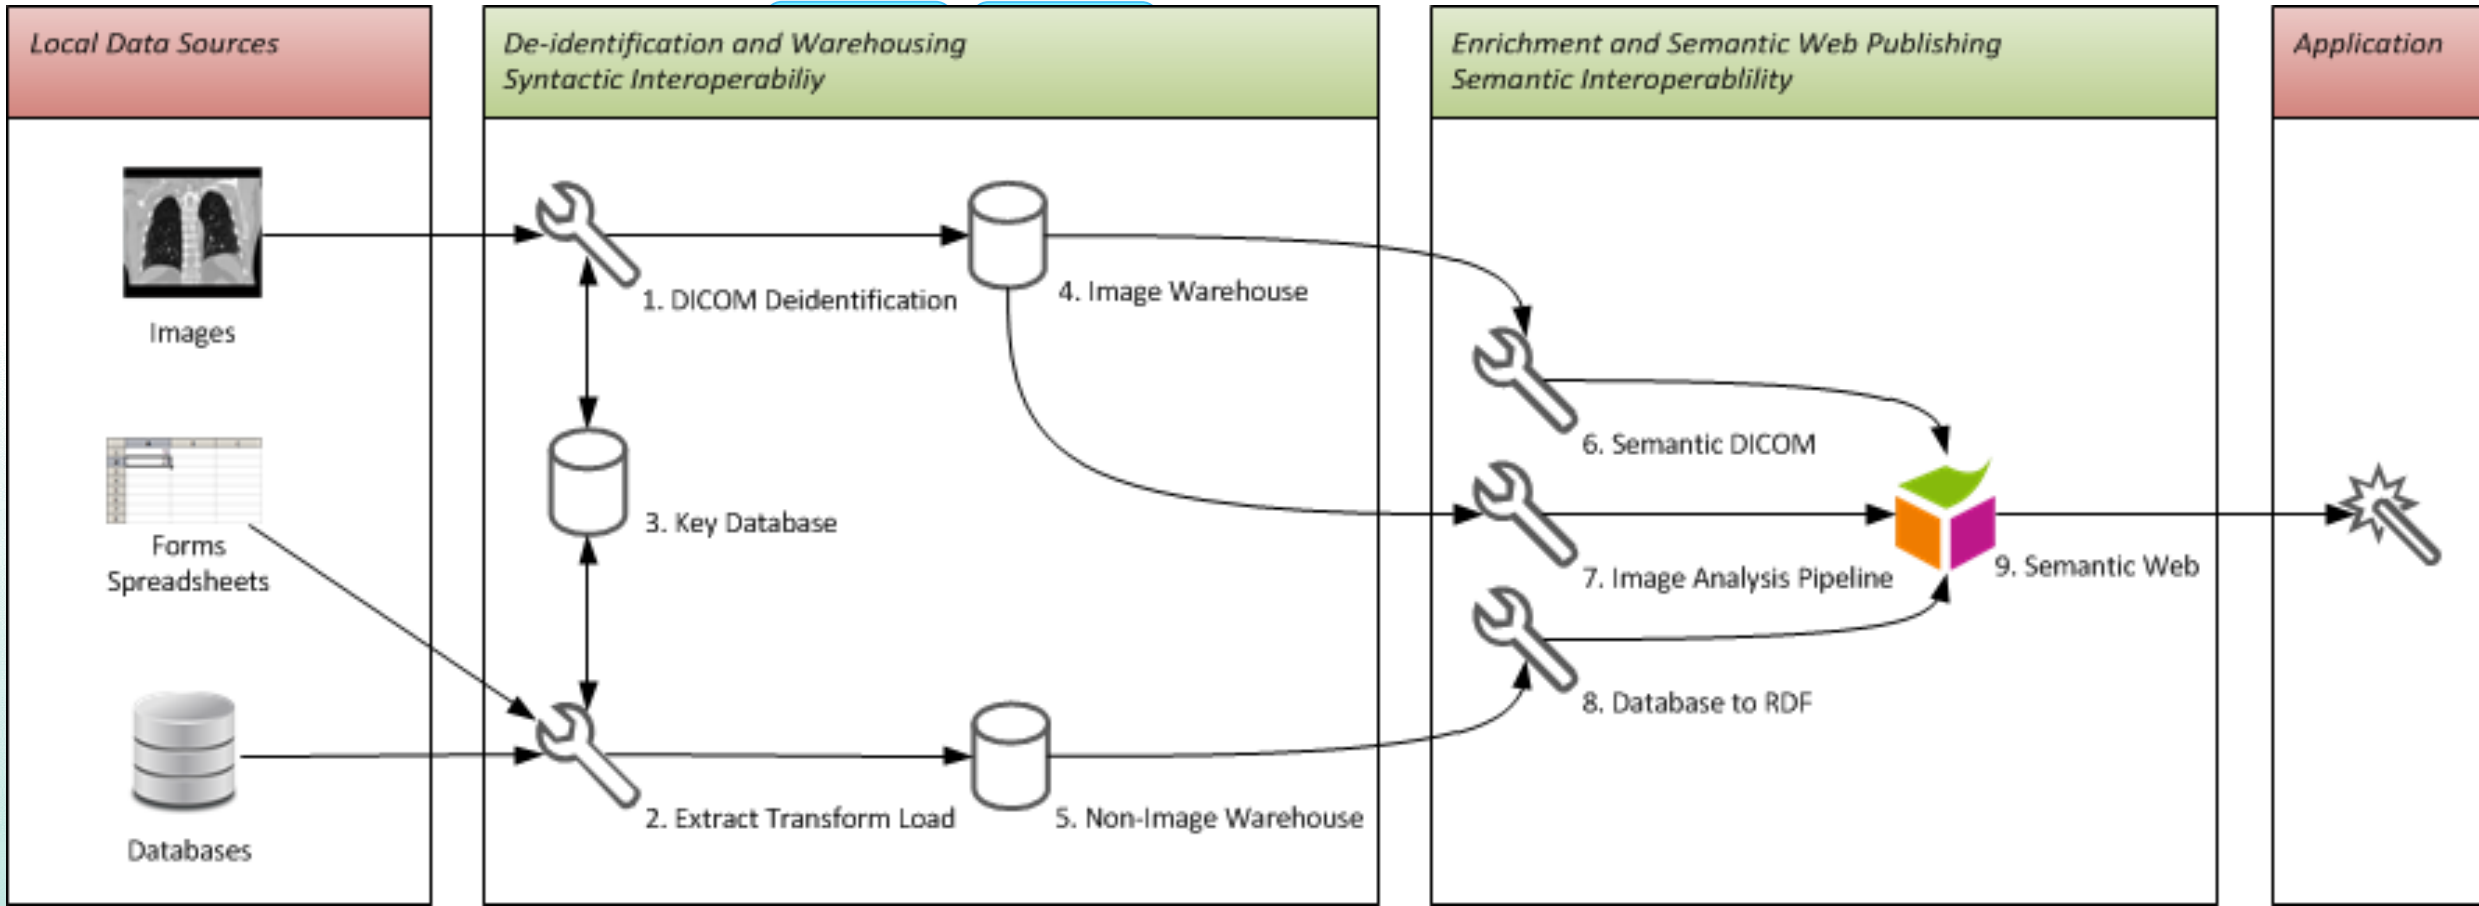 Local Data Sources
Images
Forms
Spreadsheets
Databases
De-identification and Warehousing
Syntactic Interoperabiliy
1. DICOM Deidentification
4. Image Warehouse
3. Key Database
2. Extract Transform Load
5. Non-Image Warehouse
Enrichment and Semantic Web Publishing
Semantic Interoperablility
6. Semantic DICOM
7. Image Analysis Pipeline
9. Semantic Web
8. Database to RDF
Application